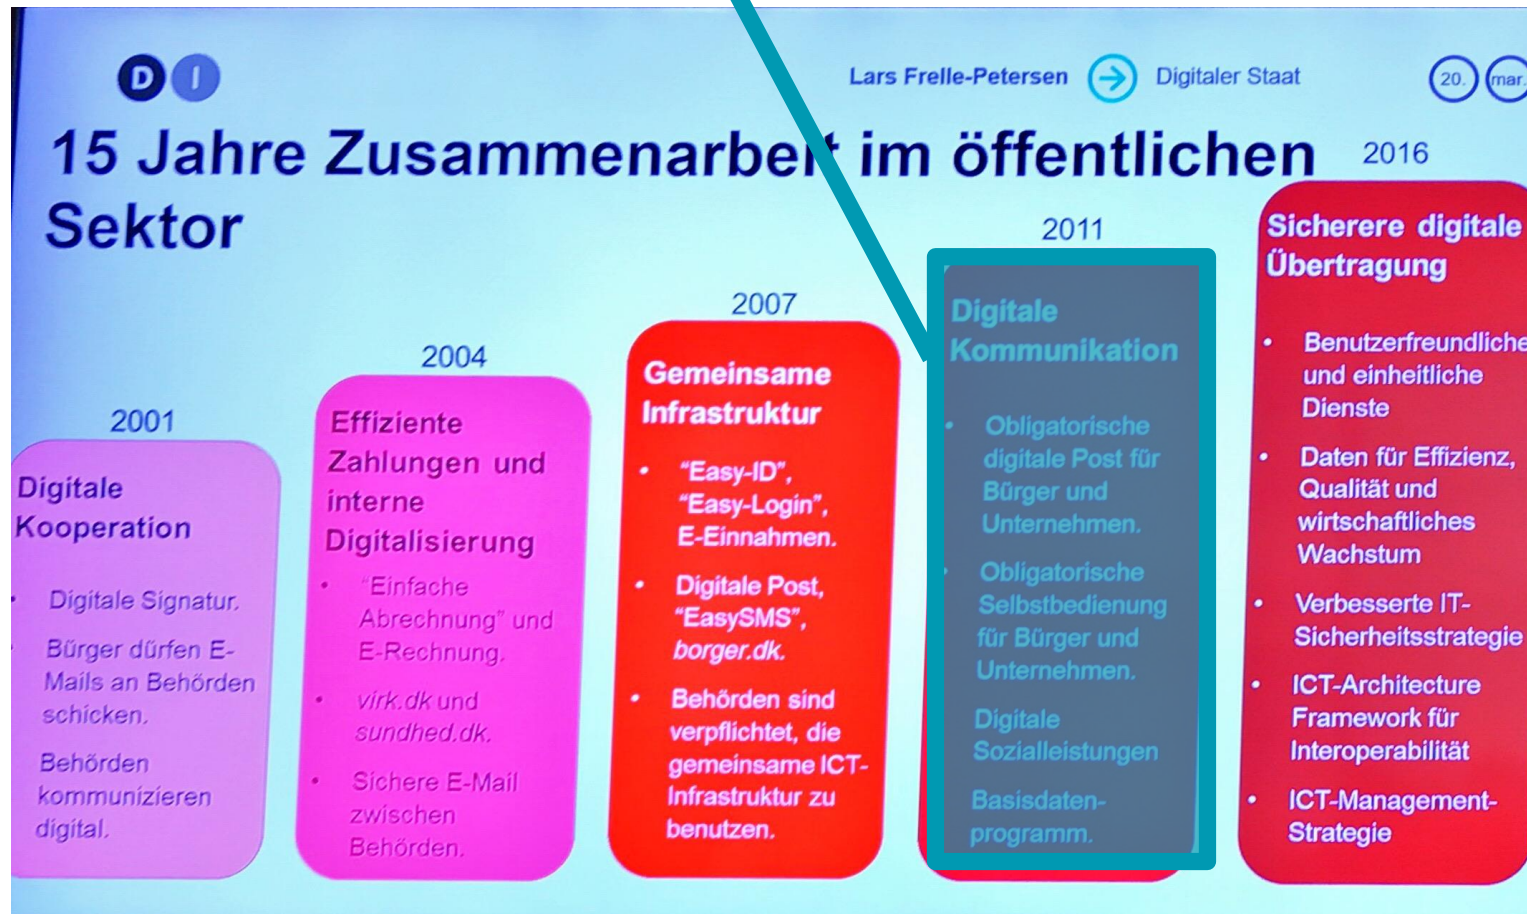 D I
Lars Frelle-Petersen Digitaler Staat
20. mar.
15 Jahre Zusammenarbeit im öffentlichen
Sektor
2001
Digitale
Kooperation
Digitale Signatur.
Bürger dürfen E-
Mails an Behörden
schicken.
Behörden
kommunizieren
digital.
2004
Effiziente
Zahlungen und
interne
Digitalisierung
• "Einfache
Abrechnung" und
E-Rechnung.
• virk.dk und
sundhed.dk.
• Sichere E-Mail
zwischen
Behörden.
2007
Gemeinsame
Infrastruktur
• "Easy-ID",
"Easy-Login",
E-Einnahmen.
• Digitale Post,
"EasySMS",
borger.dk.
• Behörden sind
verpflichtet, die
gemeinsame ICT-
Infrastruktur zu
benutzen.
2011
Digitale
Kommunikation
• Obligatorische
digitale Post für
Bürger und
Unternehmen.
• Obligatorische
Selbstbedienung
für Bürger und
Unternehmen.
Digitale
Sozialleistungen
Basisdaten-
programm.
2016
Sicherere digitale
Übertragung
• Benutzerfreundliche
und einheitliche
Dienste
• Daten für Effizienz,
Qualität und
wirtschaftliches
Wachstum
• Verbesserte IT-
Sicherheitsstrategie
• ICT-Architecture
Framework für
Interoperabilität
• ICT-Management-
Strategie